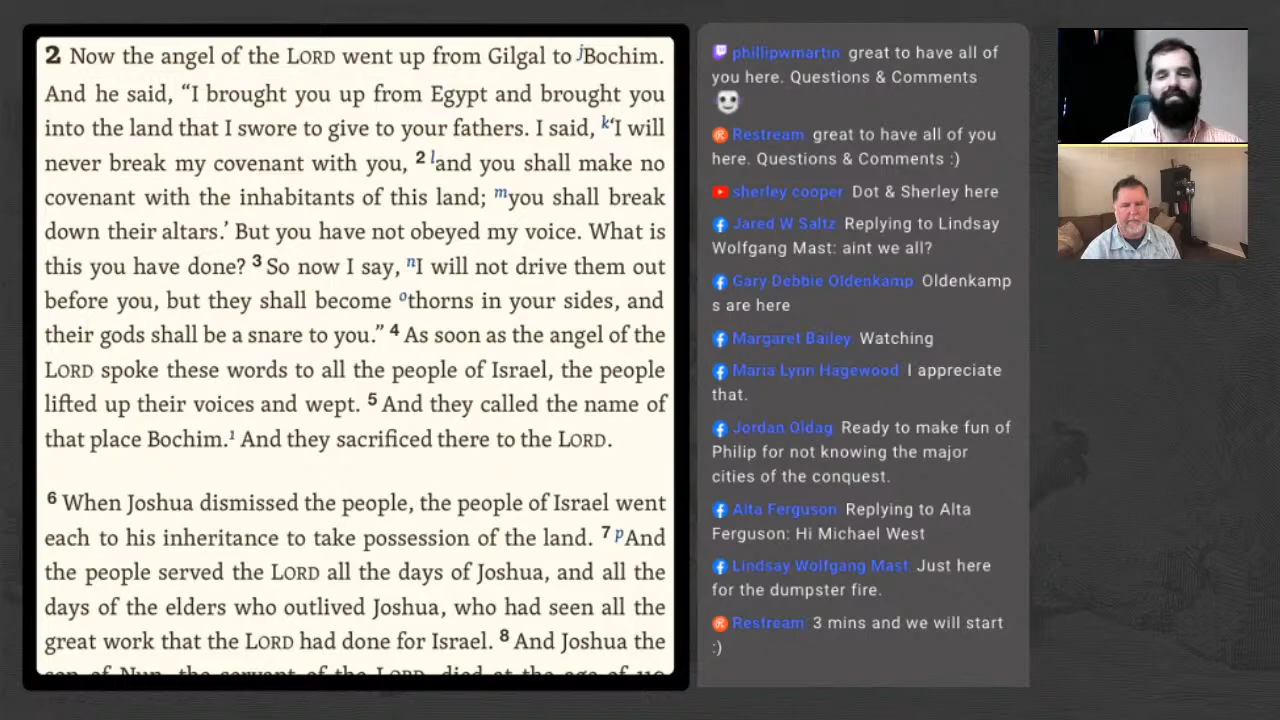 2 Now the angel of the LORD went up from Gilgal to jBochim.
And he said, “I brought you up from Egypt and brought you
into the land that I swore to give to your fathers. I said, k‘I will
never break my covenant with you, 2 land you shall make no
covenant with the inhabitants of this land; myou shall break
down their altars.’ But you have not obeyed my voice. What is
this you have done? 3 So now I say, nI will not drive them out
before you, but they shall become othorns in your sides, and
their gods shall be a snare to you.” 4 As soon as the angel of the
LORD spoke these words to all the people of Israel, the people
lifted up their voices and wept. 5 And they called the name of
that place Bochim.1 And they sacrificed there to the LORD.
6 When Joshua dismissed the people, the people of Israel went
each to his inheritance to take possession of the land. 7 pAnd
the people served the LORD all the days of Joshua, and all the
days of the elders who outlived Joshua, who had seen all the
great work that the LORD had done for Israel. 8 And Joshua the
son of Nun, the servant of the LORD, died at the age of 110
phillipwmartin great to have all of
you here. Questions & Comments
Restream great to have all of you
here. Questions & Comments :)
sherley cooper Dot & Sherley here
Jared W Saltz Replying to Lindsay
Wolfgang Mast: aint we all?
Gary Debbie Oldenkamp Oldenkamp
s are here
Margaret Bailey Watching
Maria Lynn Hagewood I appreciate
that.
Jordan Oldag Ready to make fun of
Philip for not knowing the major
cities of the conquest.
Alta Ferguson Replying to Alta
Ferguson: Hi Michael West
Lindsay Wolfgang Mast Just here
for the dumpster fire.
Restream 3 mins and we will start
:)